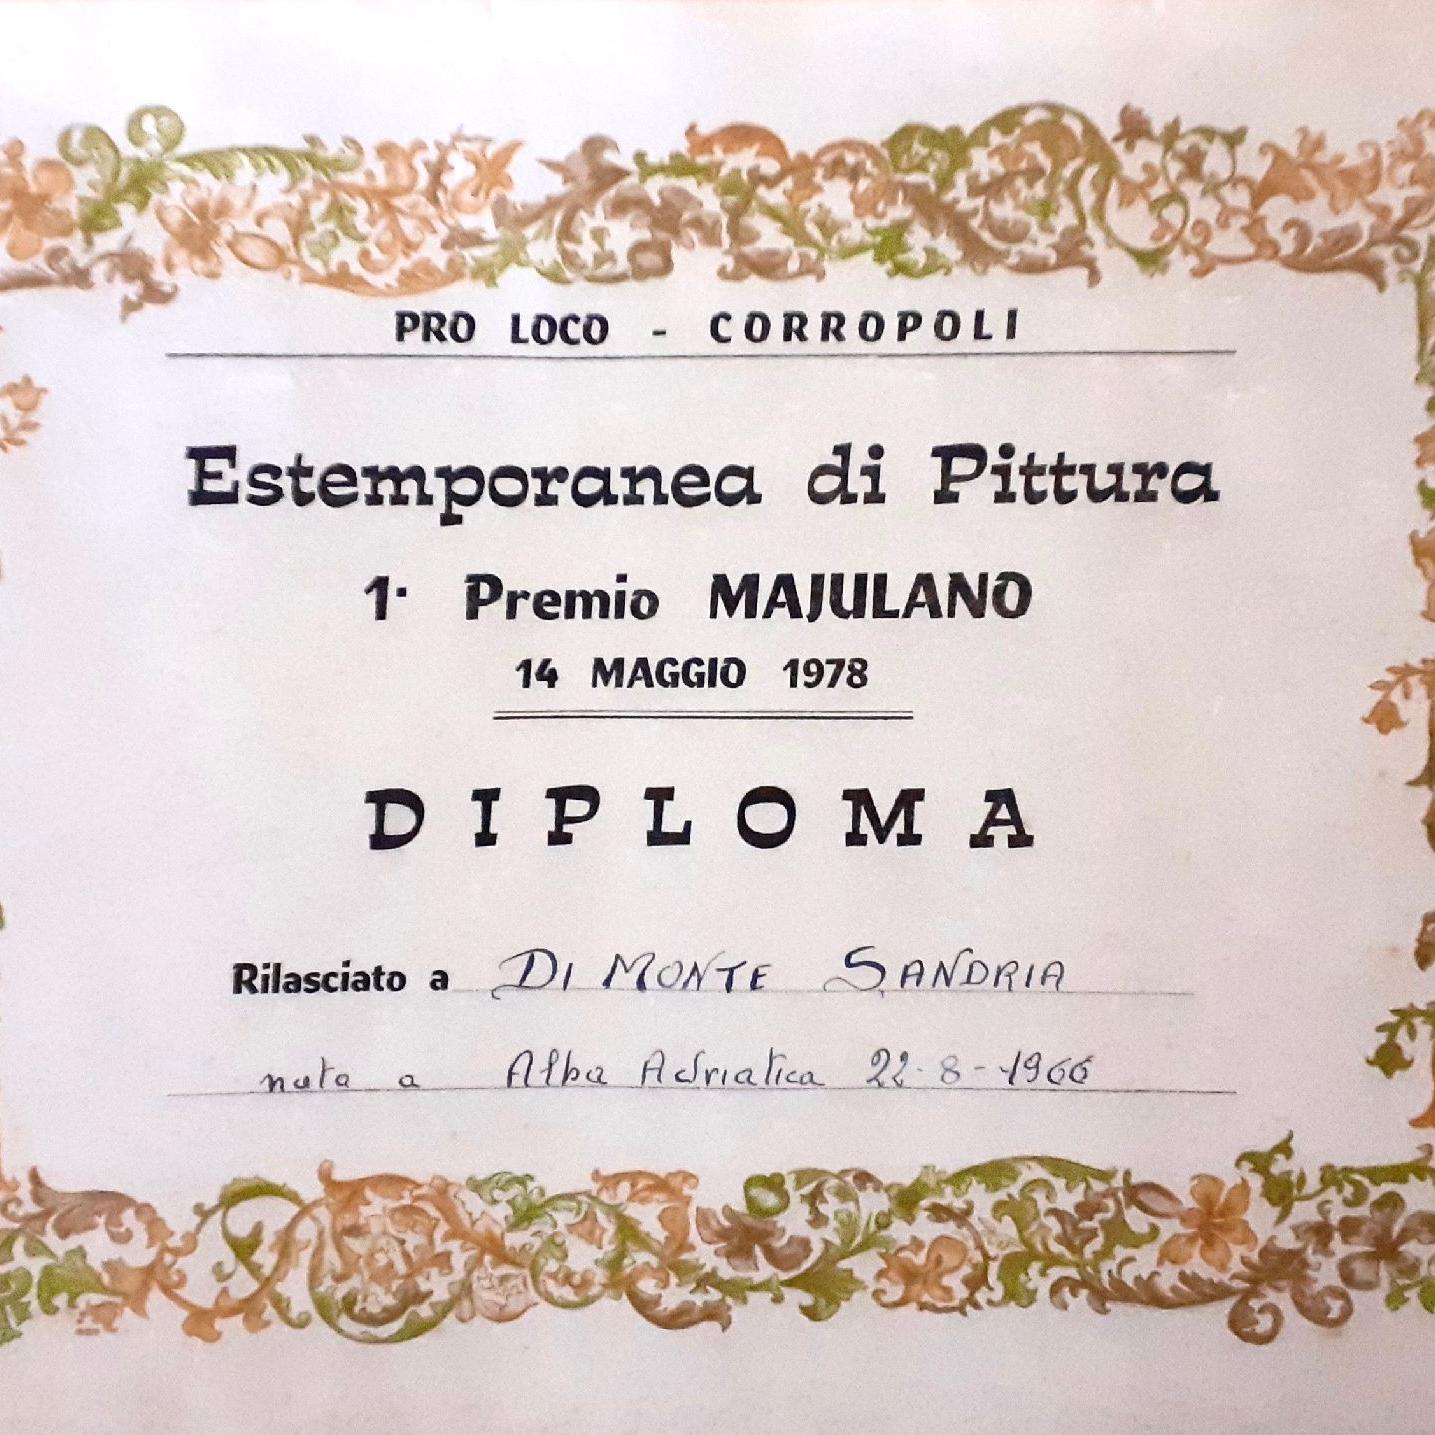 PRO LOCO - CORROPOLI
Estemporanea di Pittura
1· Premio MAJULANO
14 MAGGIO 1978
DIPLOMA
Rilasciato a DI MONTE SANDRIA
nata a Alba Adriatica 22-8-1966